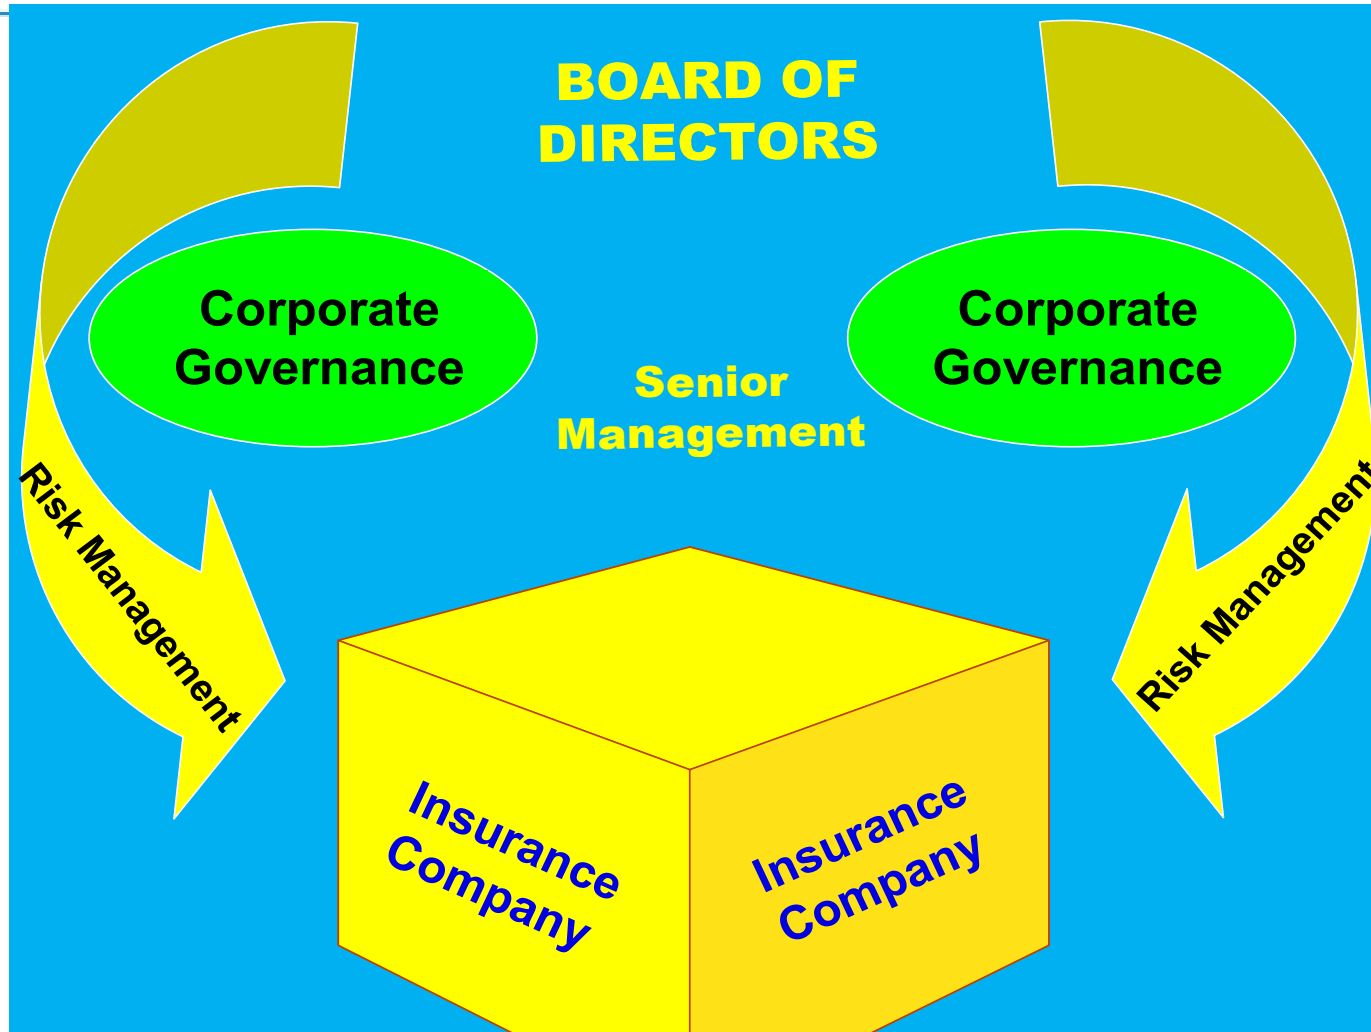 BOARD OF
DIRECTORS
Corporate
Governance
Corporate
Governance
Senior
Management
Risk Management
Risk Management
Insurance
Company
Insurance
Company